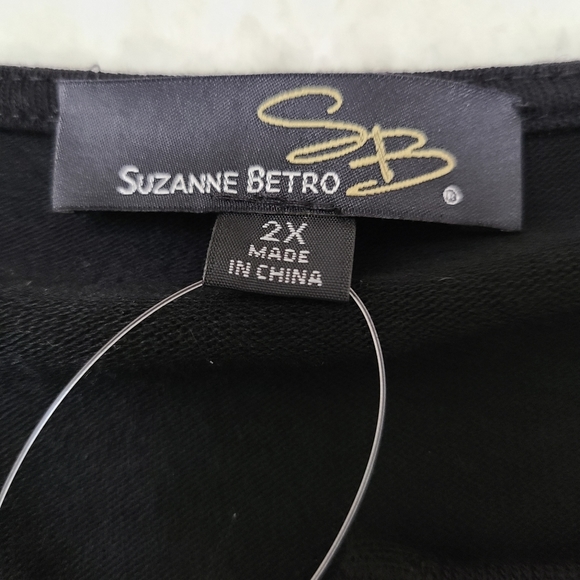 SB
SUZANNE BETRO
®
2X
MADE
IN CHINA